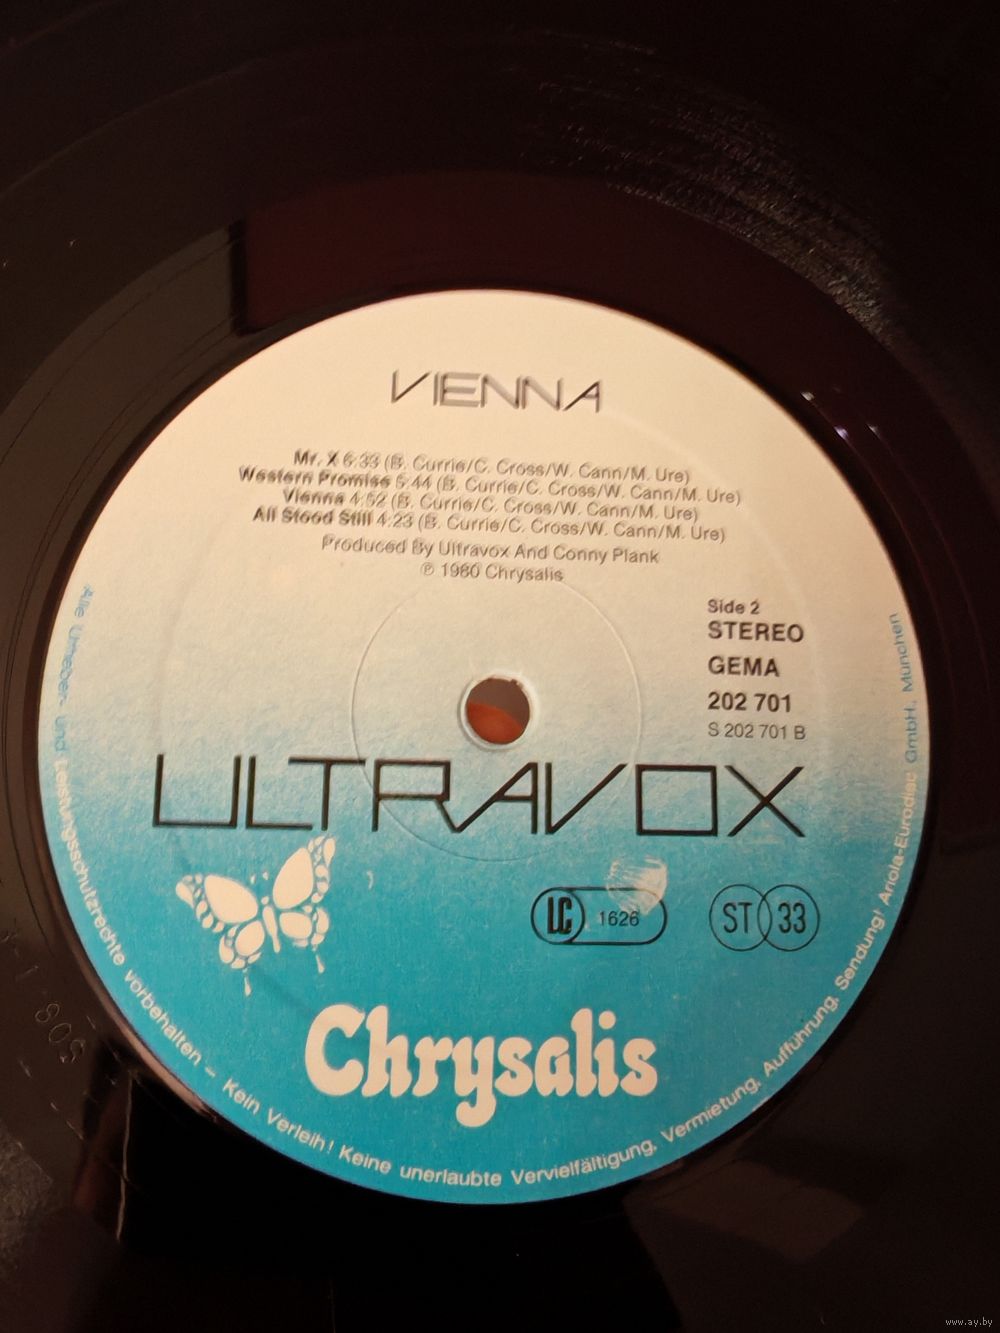 VIENNA
Mr. X 6:33 (B. Currie/C. Cross/W. Cann/M. Ure)
Western Promise 5:44 (B. Currie/C. Cross/W. Cann/M. Ure)
Vienna 4:52 (B. Currie/C. Cross/W. Cann/M. Ure)
All Stood Still 4:23 (B. Currie/C. Cross/W. Cann/M. Ure)
Produced By Ultravox And Conny Plank
℗ 1980 Chrysalis
Side 2
STEREO
GEMA
202 701
S 202 701 B
ULTRAVOX
LC 1626
ST 33
Chrysalis
Alle Urheber- und Leistungsschutzrechte vorbehalten – Kein Verleih! Keine unerlaubte Vervielfältigung, Vermietung, Aufführung, Sendung! Ariola-Eurodisc GmbH., München
www.ay.by